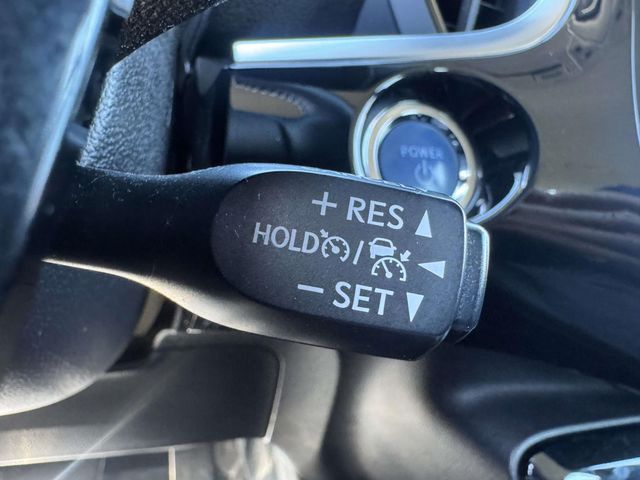 POWER
+ RES ▲
HOLD / ◀
− SET ▼